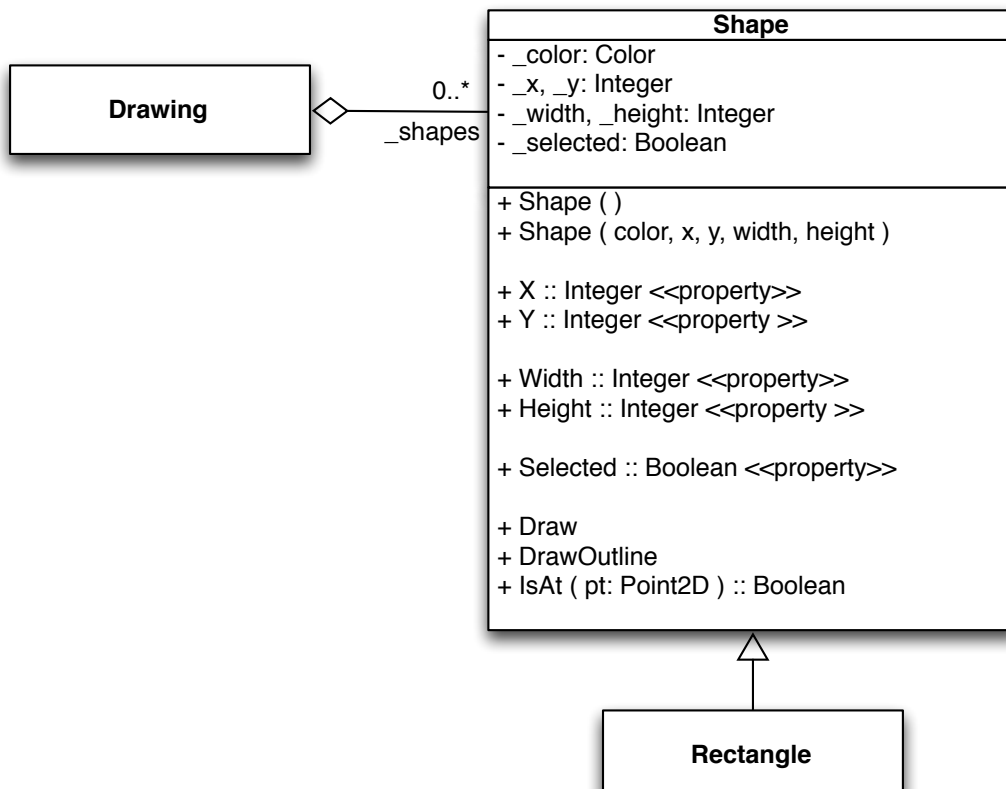 Shape
- _color: Color
- _x, _y: Integer
- _width, _height: Integer
- _selected: Boolean
Drawing
0..*
_shapes
+ Shape ( )
+ Shape ( color, x, y, width, height )
+ X :: Integer <<property>>
+ Y :: Integer <<property >>
+ Width :: Integer <<property>>
+ Height :: Integer <<property >>
+ Selected :: Boolean <<property>>
+ Draw
+ DrawOutline
+ IsAt ( pt: Point2D ) :: Boolean
Rectangle